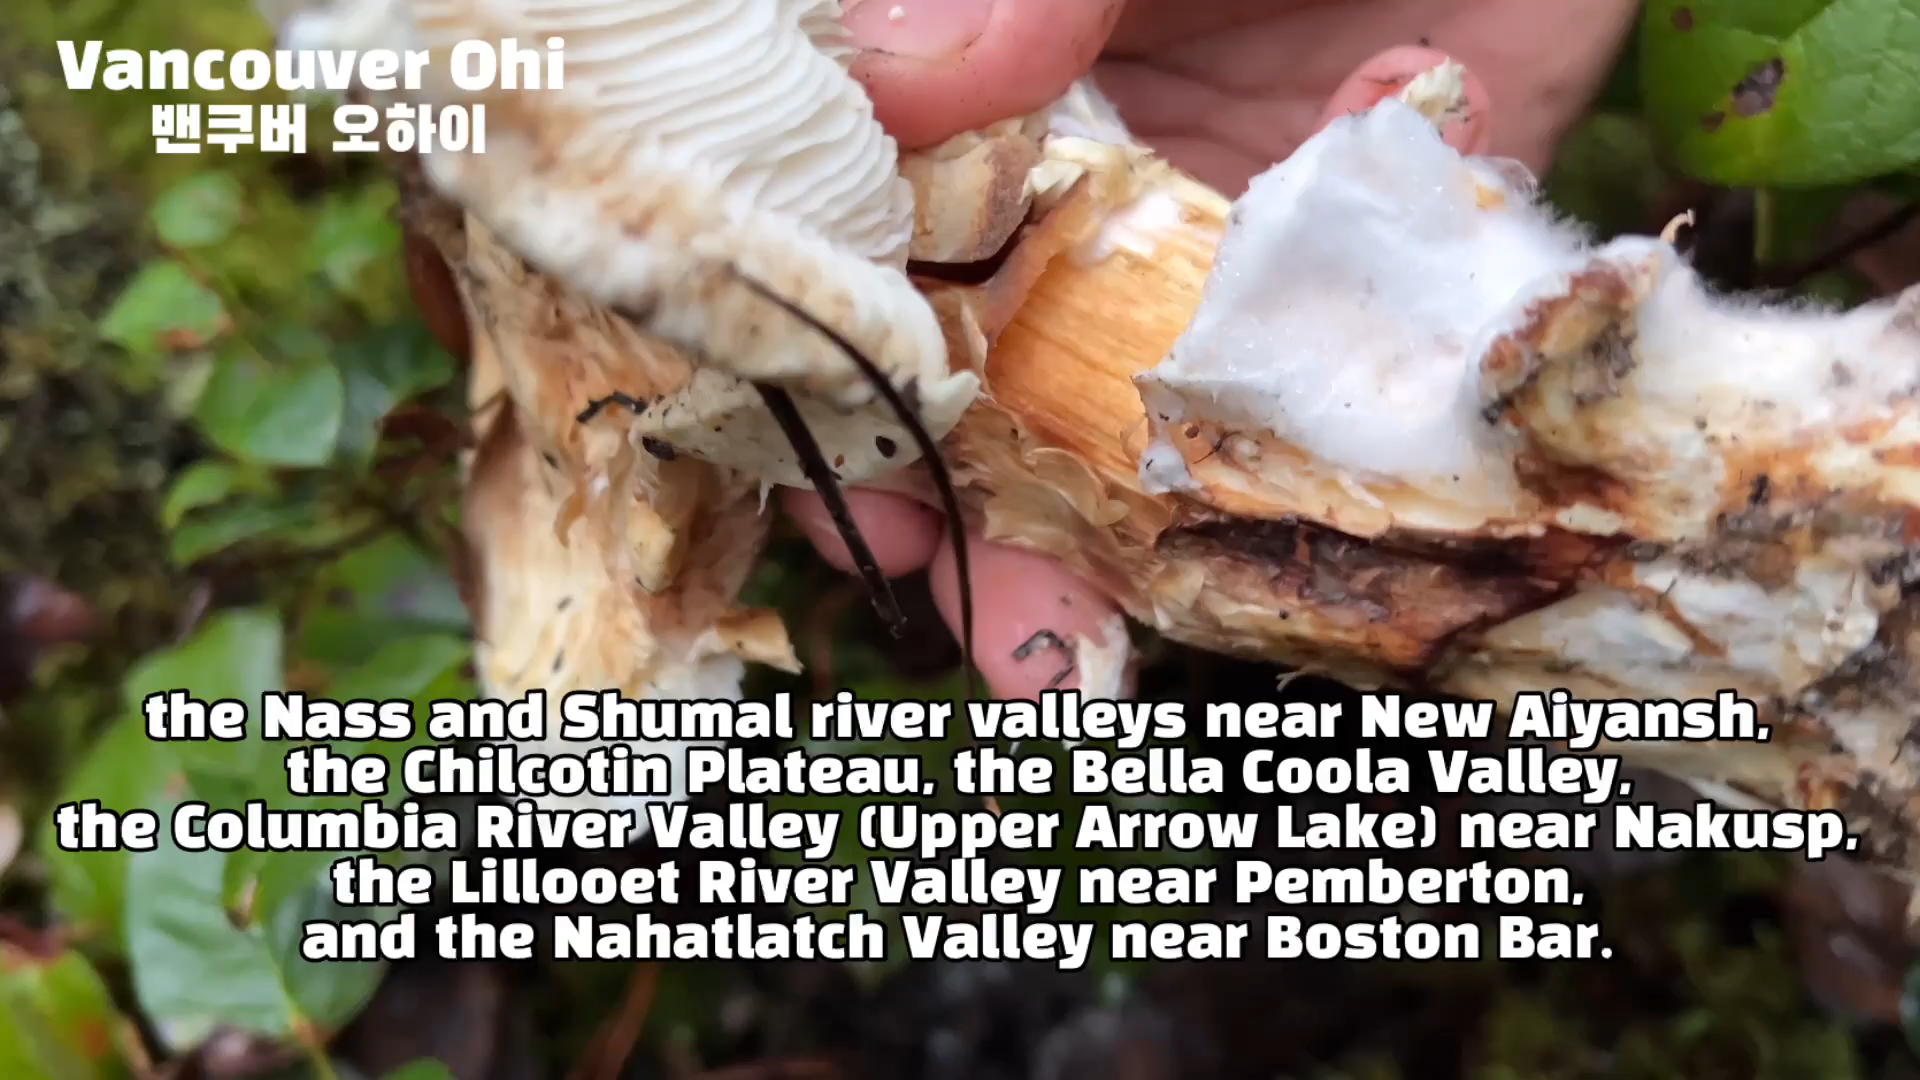 Vancouver Ohi
밴쿠버 오하이
the Nass and Shumal river valleys near New Aiyansh,
the Chilcotin Plateau, the Bella Coola Valley,
the Columbia River Valley (Upper Arrow Lake) near Nakusp,
the Lillooet River Valley near Pemberton,
and the Nahatlatch Valley near Boston Bar.